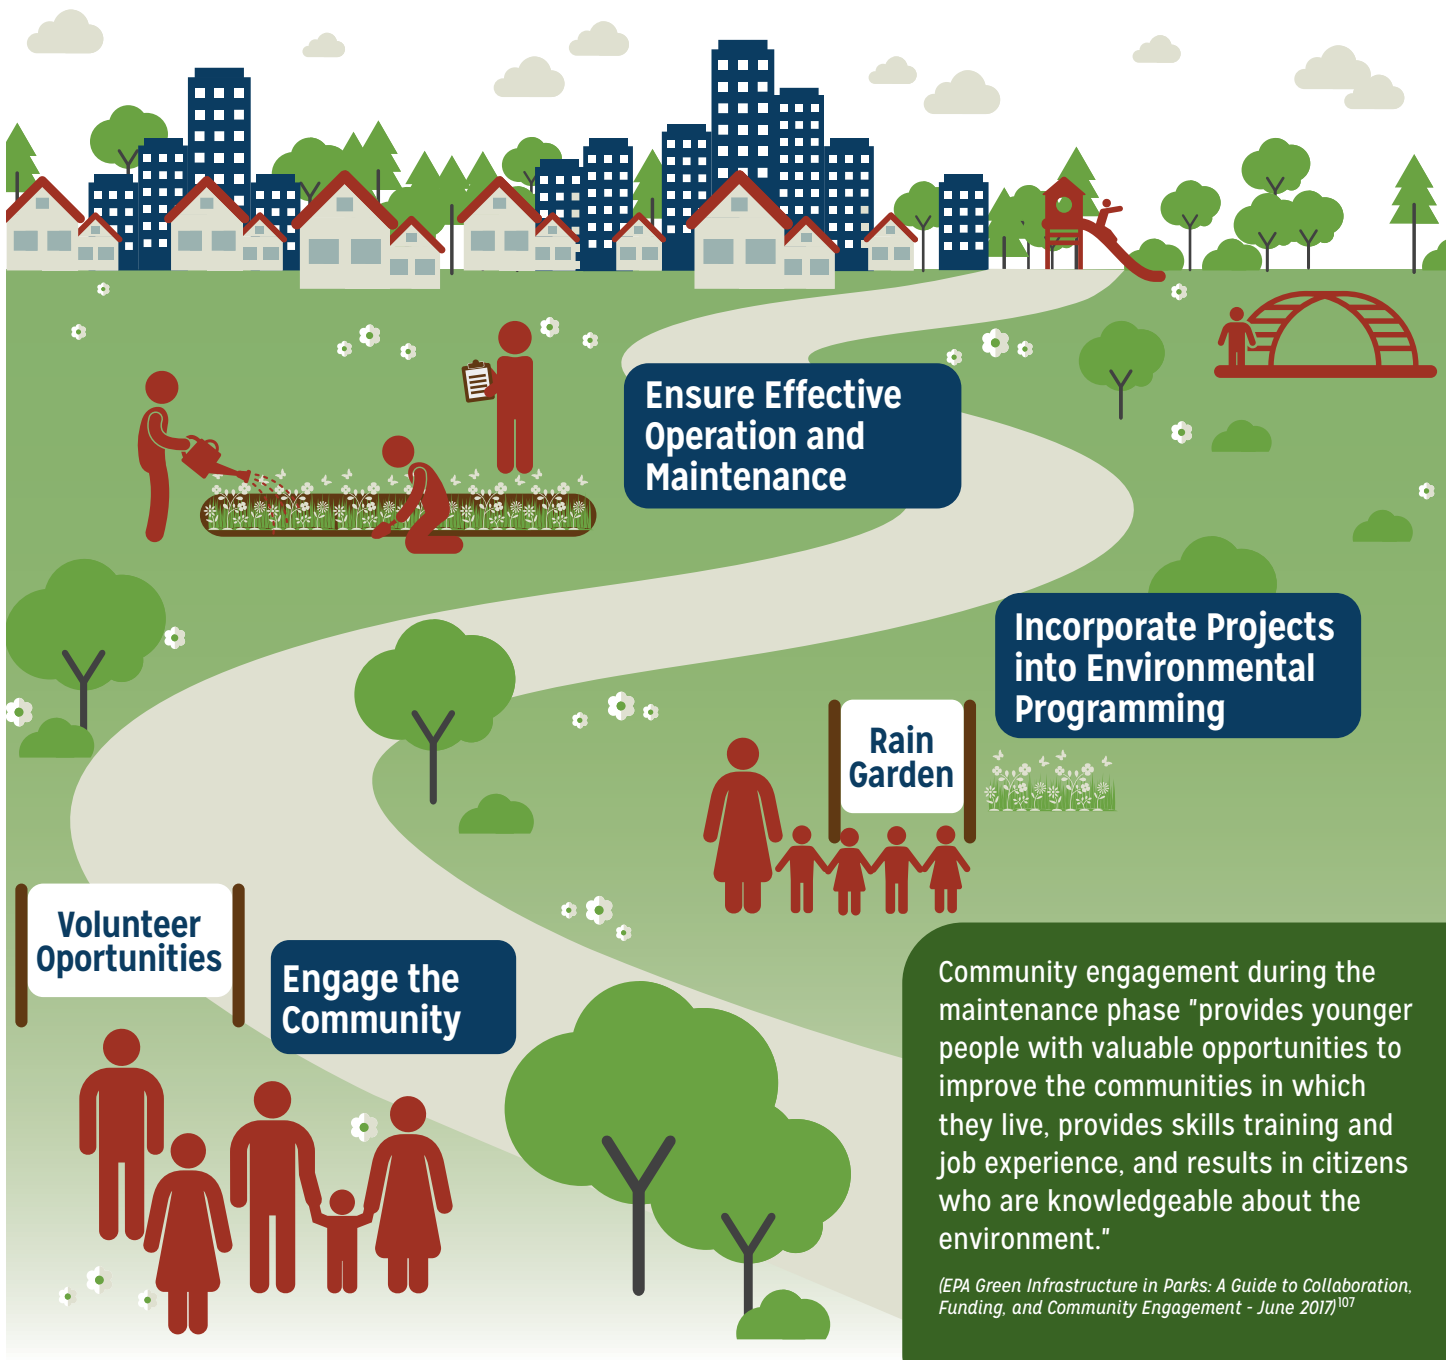 Ensure Effective
Operation and
Maintenance
Incorporate Projects
into Environmental
Programming
Rain
Garden
Volunteer
Oportunities
Engage the
Community
Community engagement during the
maintenance phase "provides younger
people with valuable opportunities to
improve the communities in which
they live, provides skills training and
job experience, and results in citizens
who are knowledgeable about the
environment."
(EPA Green Infrastructure in Parks: A Guide to Collaboration,
Funding, and Community Engagement - June 2017)107